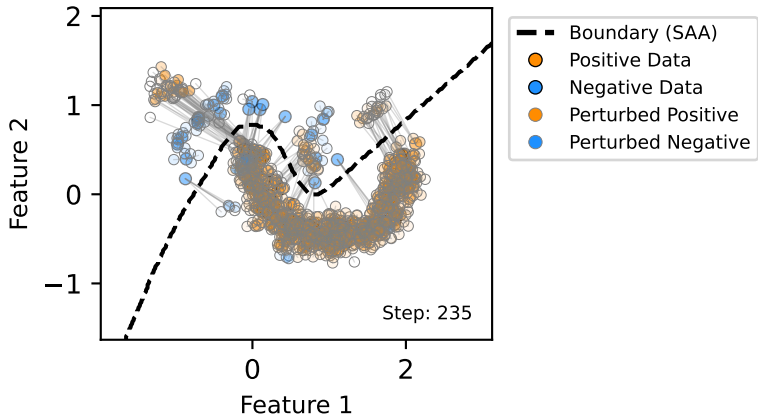 2
1
0
−1
Feature 2
0
2
Feature 1
Step: 235
Boundary (SAA)
Positive Data
Negative Data
Perturbed Positive
Perturbed Negative